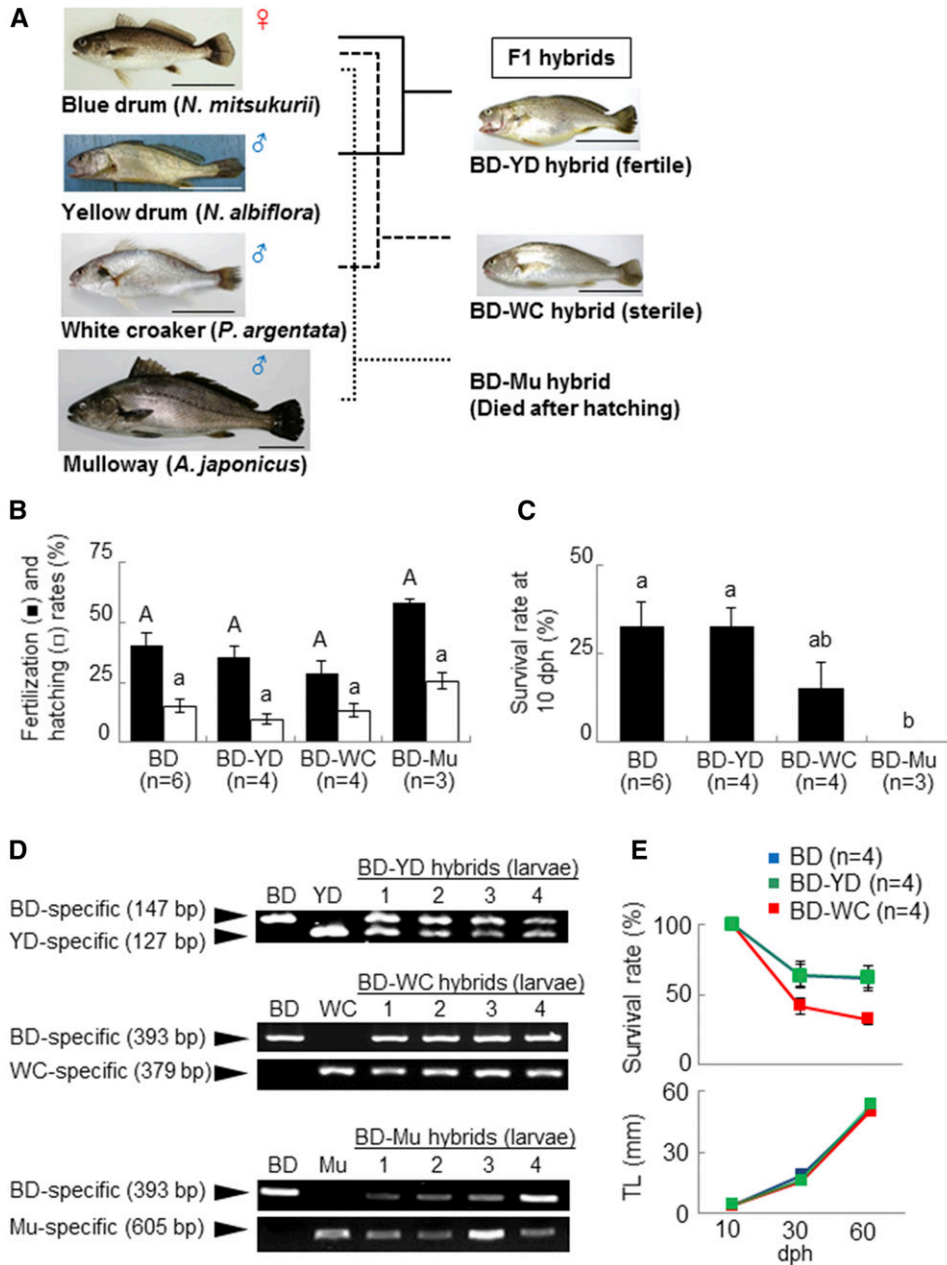 A
♀
Blue drum (N. mitsukurii)
♂
Yellow drum (N. albiflora)
♂
White croaker (P. argentata)
♂
Mulloway (A. japonicus)
F1 hybrids
BD-YD hybrid (fertile)
BD-WC hybrid (sterile)
BD-Mu hybrid
(Died after hatching)
B
Fertilization (■) and
hatching (□) rates (%)
75
50
25
0
A
a
A
a
A
a
A
a
BD
(n=6)
BD-YD
(n=4)
BD-WC
(n=4)
BD-Mu
(n=3)
C
Survival rate at
10 dph (%)
50
25
0
a
a
ab
b
BD
(n=6)
BD-YD
(n=4)
BD-WC
(n=4)
BD-Mu
(n=3)
D
BD-YD hybrids (larvae)
BD YD 1 2 3 4
BD-specific (147 bp)
YD-specific (127 bp)
BD-WC hybrids (larvae)
BD WC 1 2 3 4
BD-specific (393 bp)
WC-specific (379 bp)
BD-Mu hybrids (larvae)
BD Mu 1 2 3 4
BD-specific (393 bp)
Mu-specific (605 bp)
E
BD (n=4)
BD-YD (n=4)
BD-WC (n=4)
Survival rate (%)
100
50
0
TL (mm)
60
30
0
10 30 60
dph